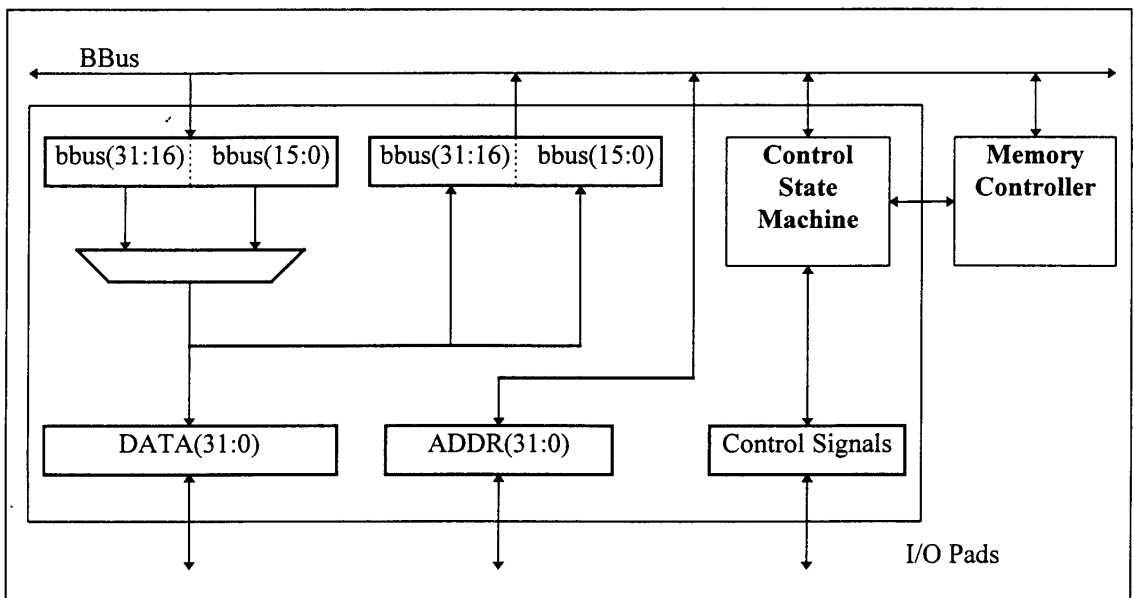 BBus
bbus(31:16) bbus(15:0)
bbus(31:16) bbus(15:0)
Control
State
Machine
Memory
Controller
DATA(31:0)
ADDR(31:0)
Control Signals
I/O Pads